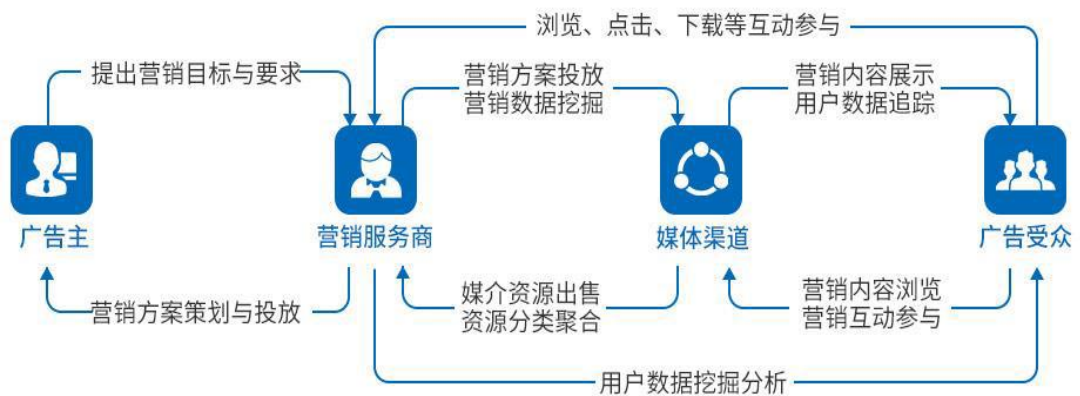 浏览、点击、下载等互动参与
提出营销目标与要求
营销方案投放
营销数据挖掘
营销内容展示
用户数据追踪
广告主
营销服务商
媒体渠道
广告受众
营销方案策划与投放
媒介资源出售
资源分类聚合
营销内容浏览
营销互动参与
用户数据挖掘分析